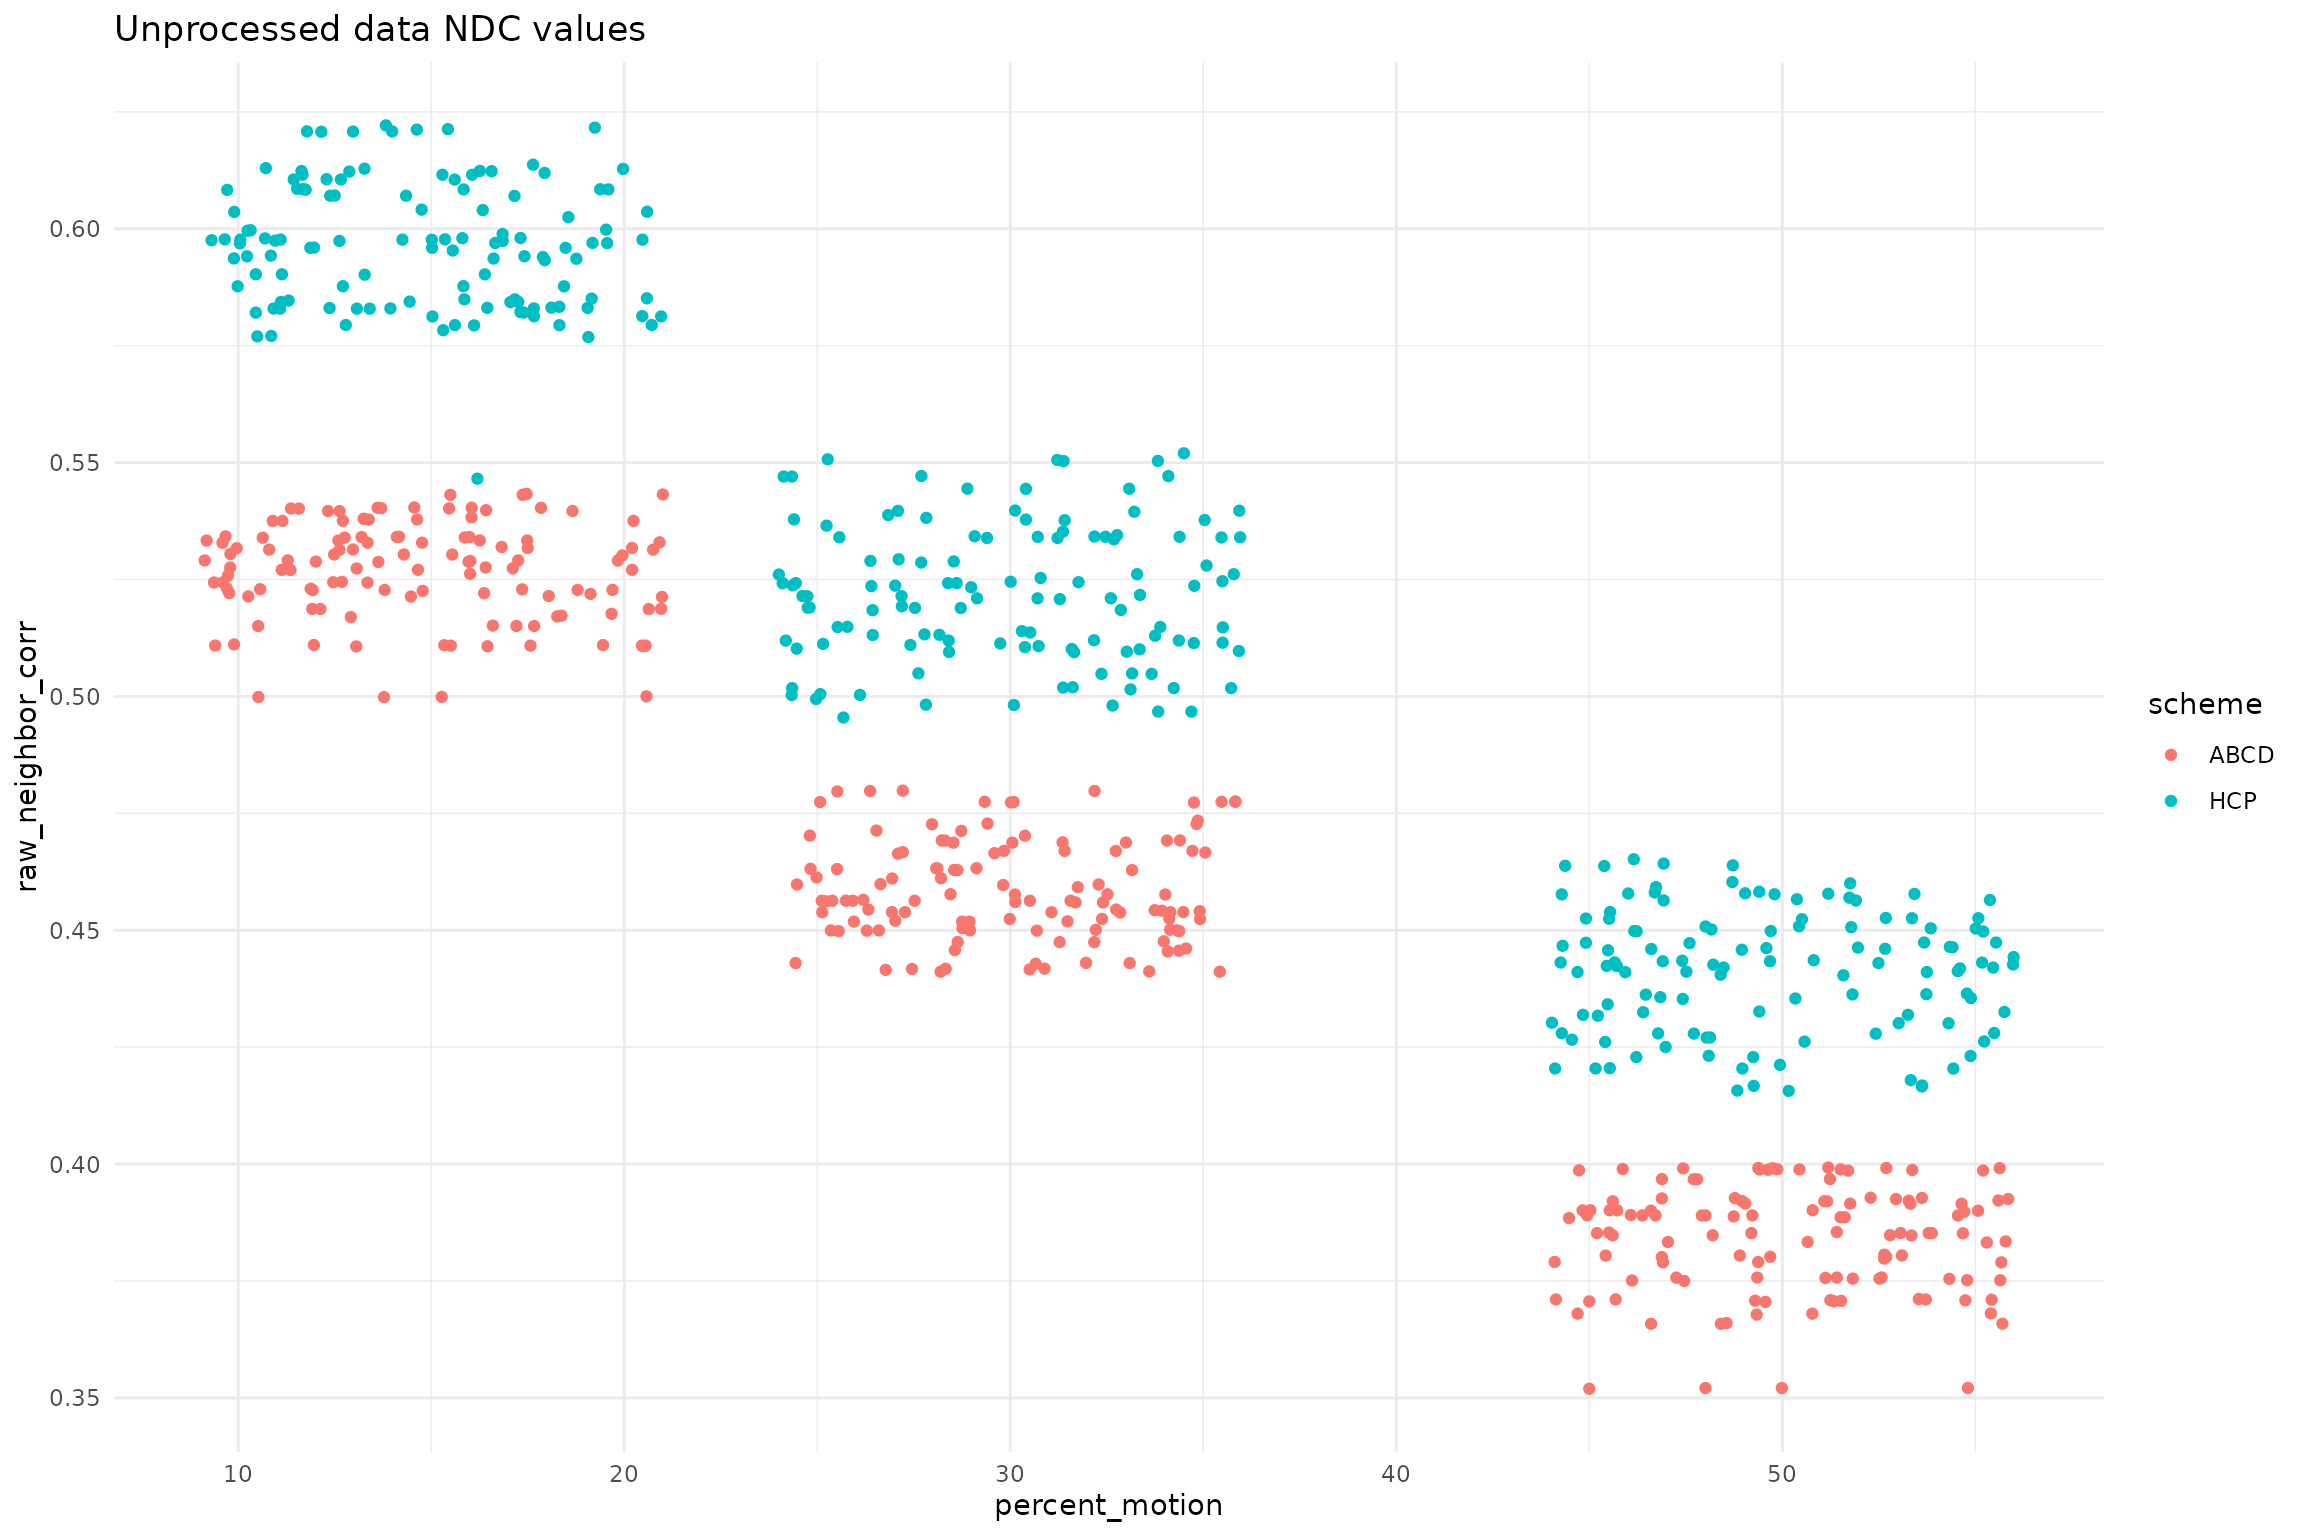 Unprocessed data NDC values
0.60
0.55
0.50
0.45
0.40
0.35
raw_neighbor_corr
10 20 30 40 50
percent_motion
scheme
ABCD
HCP